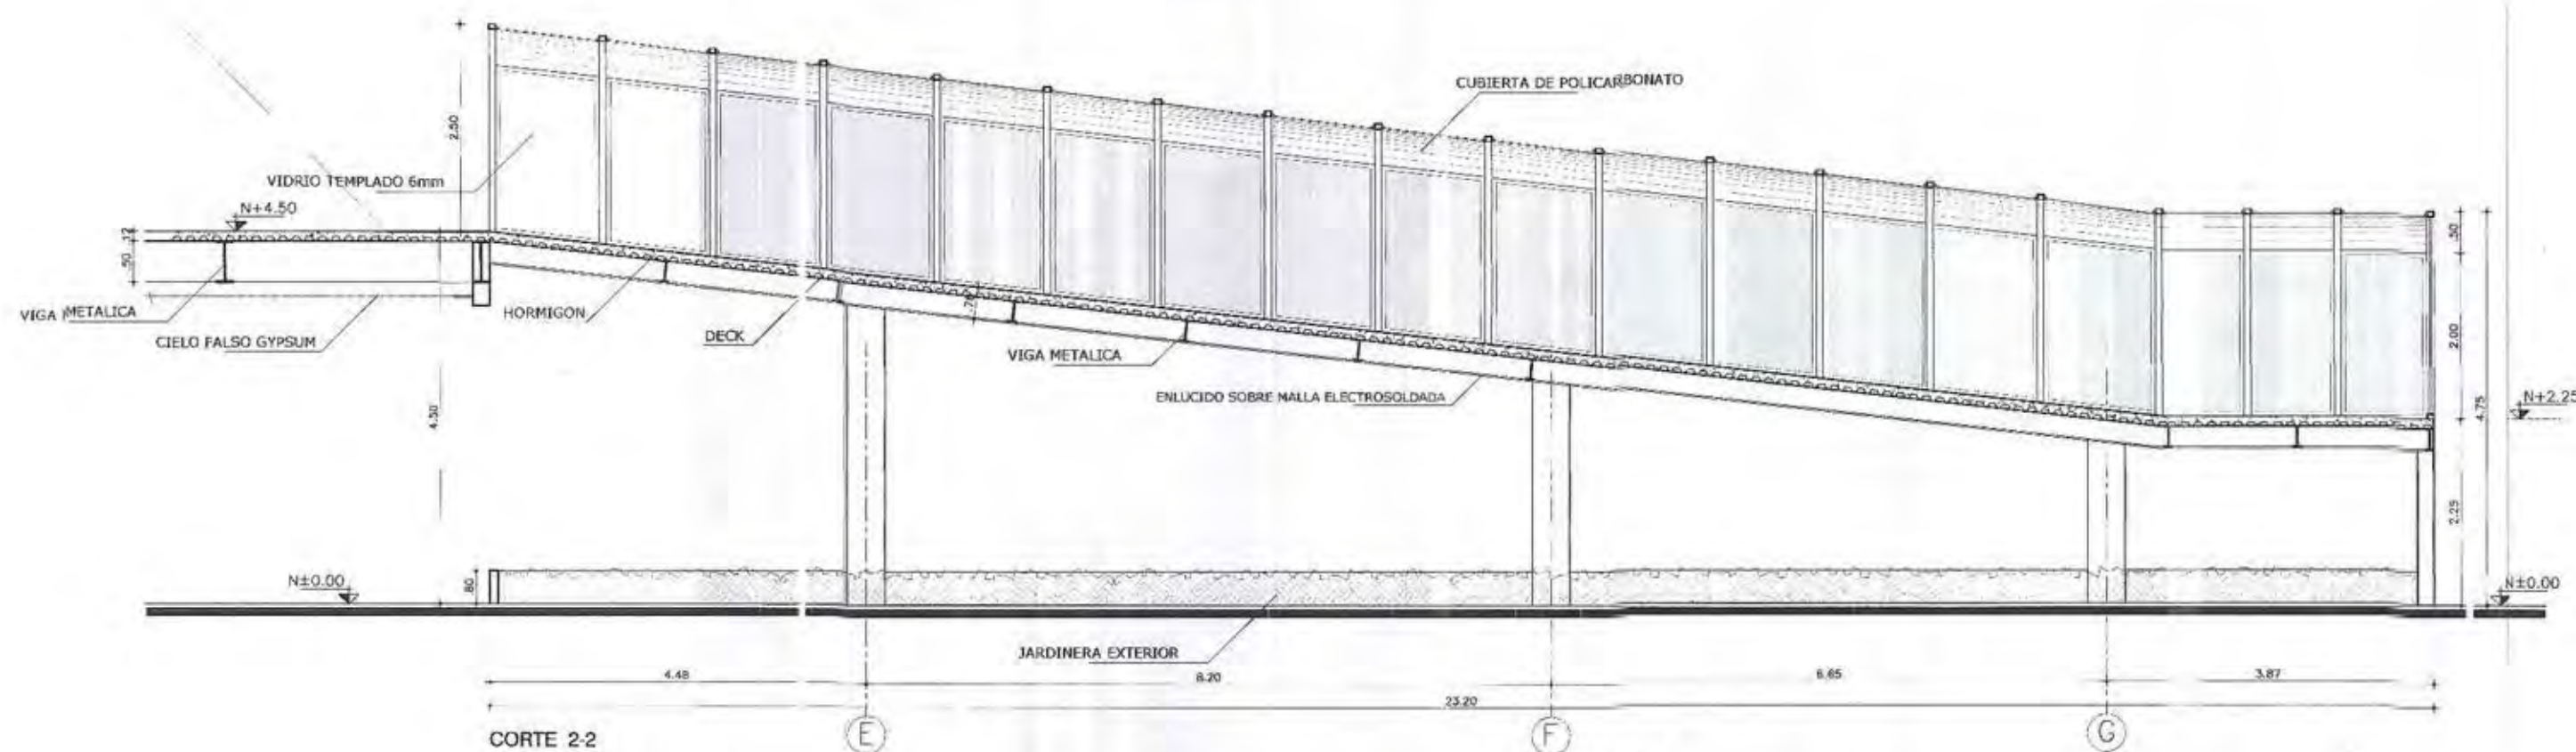 CUBIERTA DE POLICARBONATO
2.50
VIDRIO TEMPLADO 6mm
N+4.50
.12
.50
VIGA METALICA
CIELO FALSO GYPSUM
HORMIGON
DECK
VIGA METALICA
ENLUCIDO SOBRE MALLA ELECTROSOLDADA
4.50
.50
2.00
4.75
N+2.25
2.25
N±0.00
.80
N±0.00
JARDINERA EXTERIOR
4.48
8.20
6.65
3.87
23.20
E
F
G
CORTE 2-2